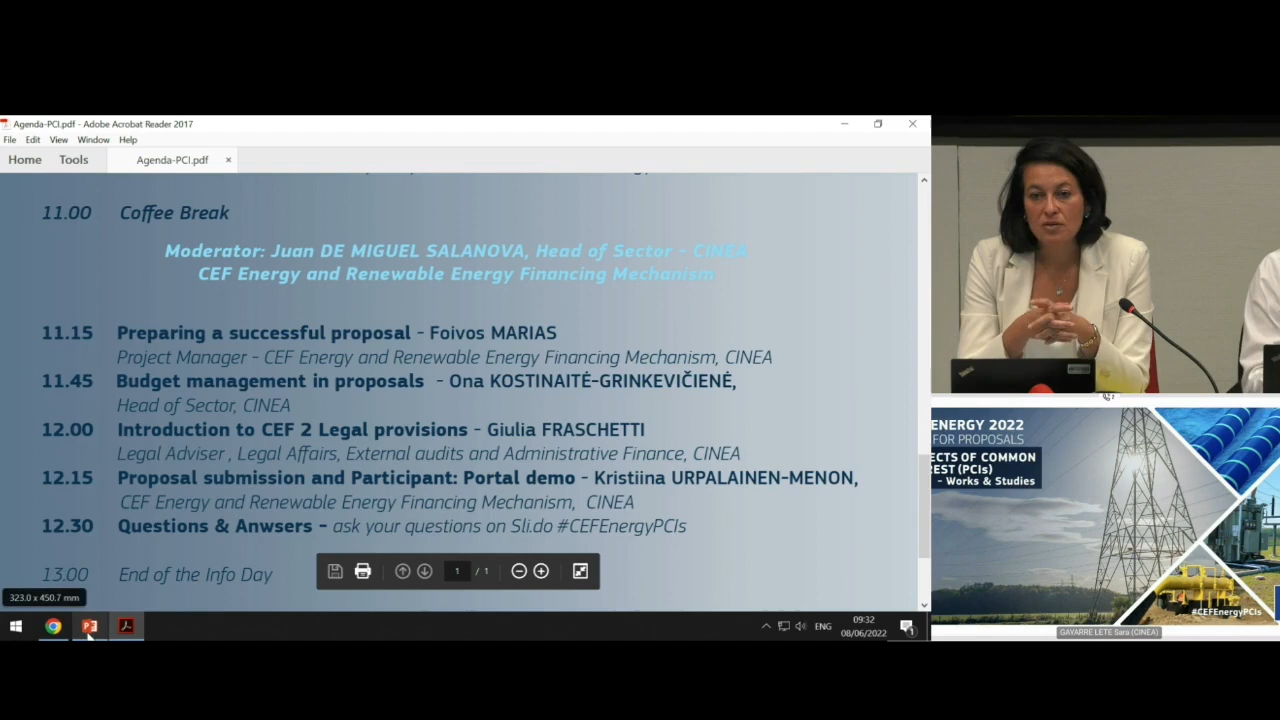 Agenda-PCI.pdf - Adobe Acrobat Reader 2017
File Edit View Window Help
Home Tools Agenda-PCI.pdf ×
11.00 Coffee Break
Moderator: Juan DE MIGUEL SALANOVA, Head of Sector - CINEA
CEF Energy and Renewable Energy Financing Mechanism
11.15 Preparing a successful proposal - Foivos MARIAS
Project Manager - CEF Energy and Renewable Energy Financing Mechanism, CINEA
11.45 Budget management in proposals - Ona KOSTINAITĖ-GRINKEVIČIENĖ,
Head of Sector, CINEA
12.00 Introduction to CEF 2 Legal provisions - Giulia FRASCHETTI
Legal Adviser , Legal Affairs, External audits and Administrative Finance, CINEA
12.15 Proposal submission and Participant: Portal demo - Kristiina URPALAINEN-MENON,
CEF Energy and Renewable Energy Financing Mechanism, CINEA
12.30 Questions & Anwsers - ask your questions on Sli.do #CEFEnergyPCIs
13.00 End of the Info Day
1 / 1
323.0 x 450.7 mm
ENG
09:32
08/06/2022
1
ENERGY 2022
FOR PROPOSALS
ECTS OF COMMON
REST (PCIs)
- Works & Studies
#CEFEnergyPCIs
GAYARRE LETE Sara (CINEA)